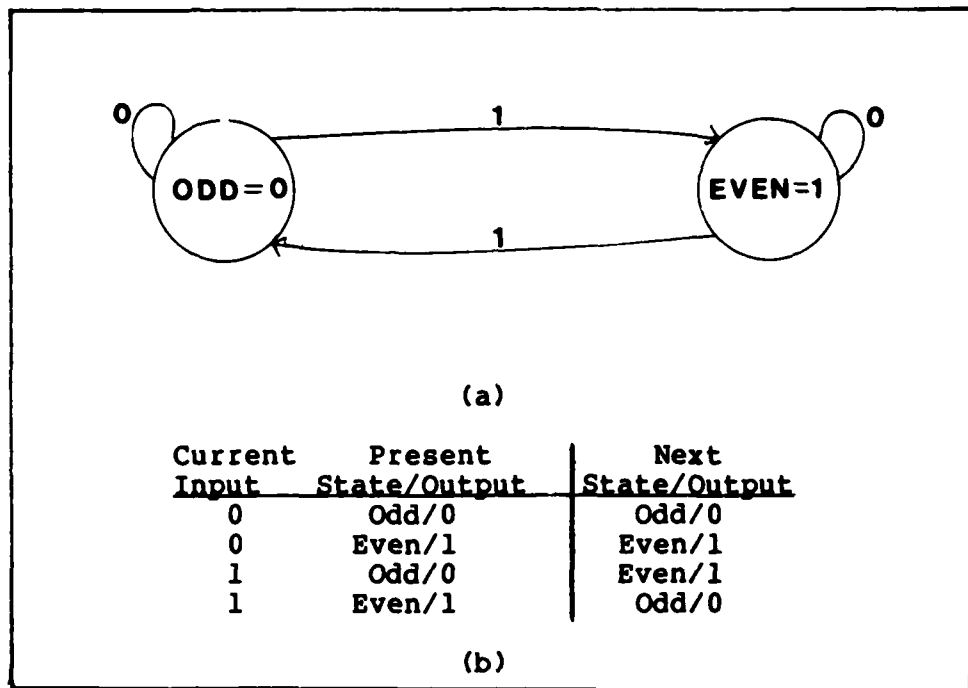 0 1 0
ODD=0 EVEN=1
1
(a)
Current Present Next
Input State/Output State/Output
0 Odd/0 Odd/0
0 Even/1 Even/1
1 Odd/0 Even/1
1 Even/1 Odd/0
(b)